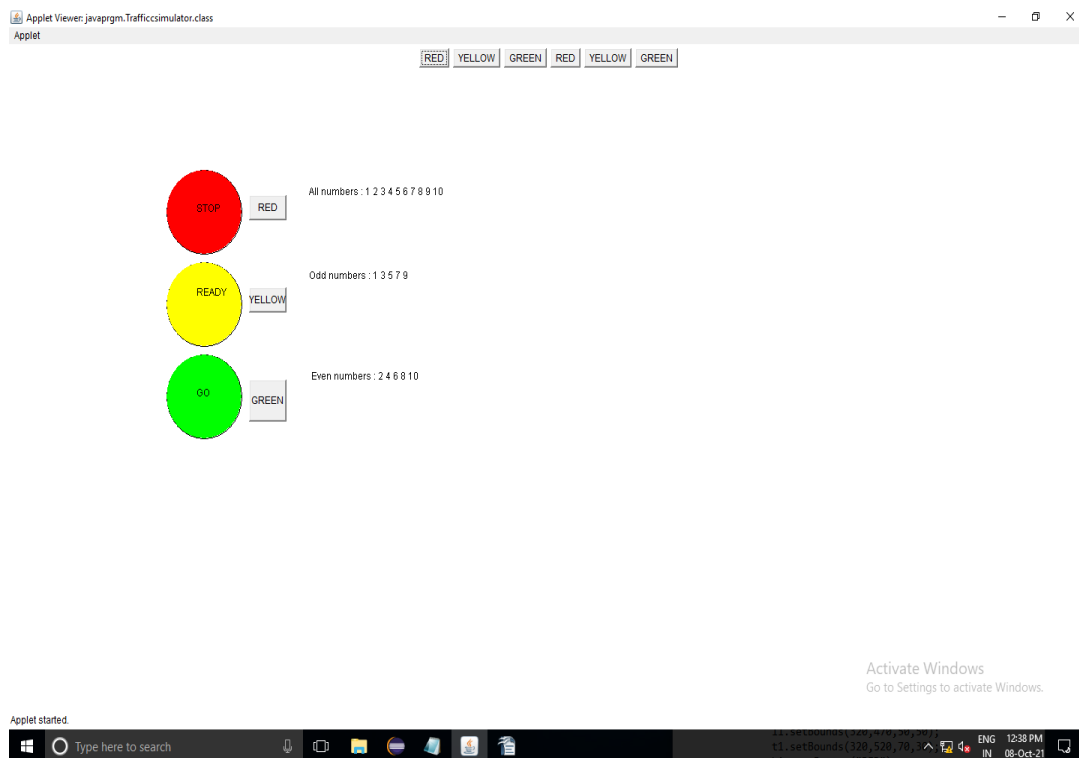 Applet Viewer: javaprgm.Trafficcsimulator.class
Applet
RED YELLOW GREEN RED YELLOW GREEN
STOP
RED
All numbers : 1 2 3 4 5 6 7 8 9 10
READY
YELLOW
Odd numbers : 1 3 5 7 9
GO
GREEN
Even numbers : 2 4 6 8 10
Activate Windows
Go to Settings to activate Windows.
Applet started.
Type here to search
t1.setBounds(320,520,70,
ENG
IN
12:38 PM
08-Oct-21